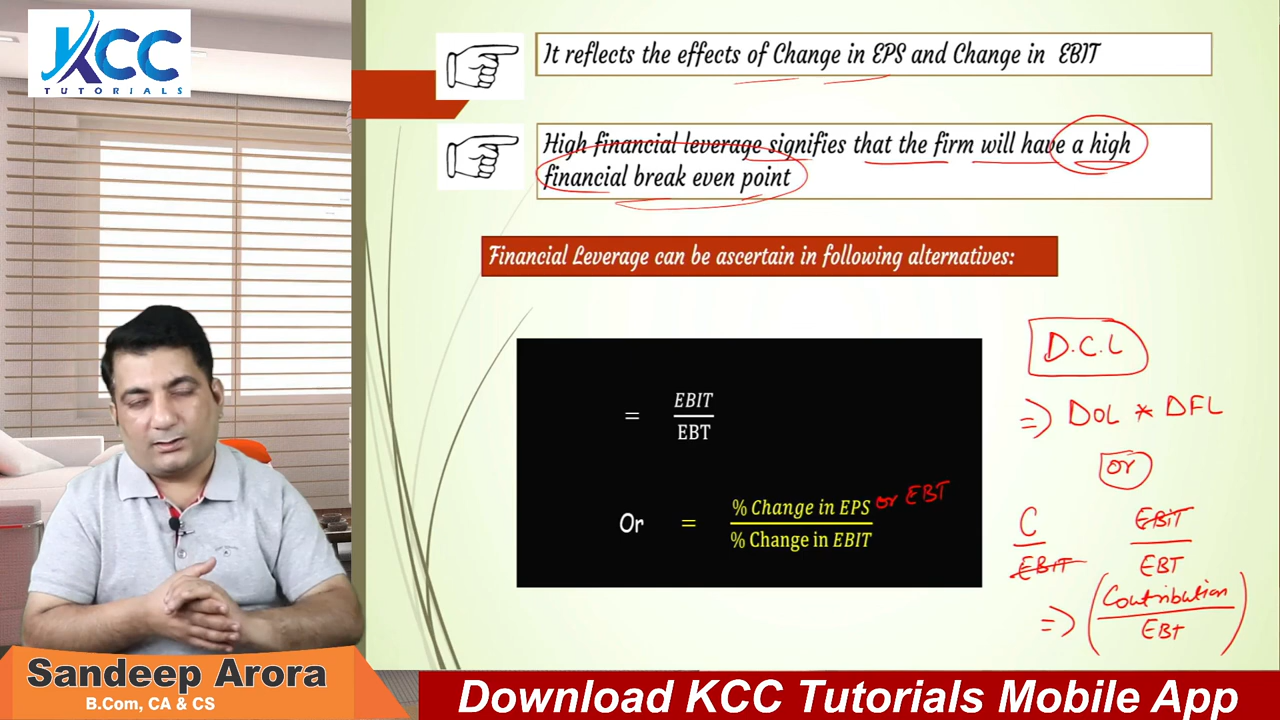 KCC
TUTORIALS
It reflects the effects of Change in EPS and Change in EBIT
High financial leverage signifies that the firm will have a high
financial break even point
Financial Leverage can be ascertain in following alternatives:
= EBIT
EBT
Or = % Change in EPS or EBT
% Change in EBIT
D.C.L
=> DOL * DFL
or
C EBIT
EBIT EBT
=> (Contribution
EBT)
Sandeep Arora
B.Com, CA & CS
Download KCC Tutorials Mobile App